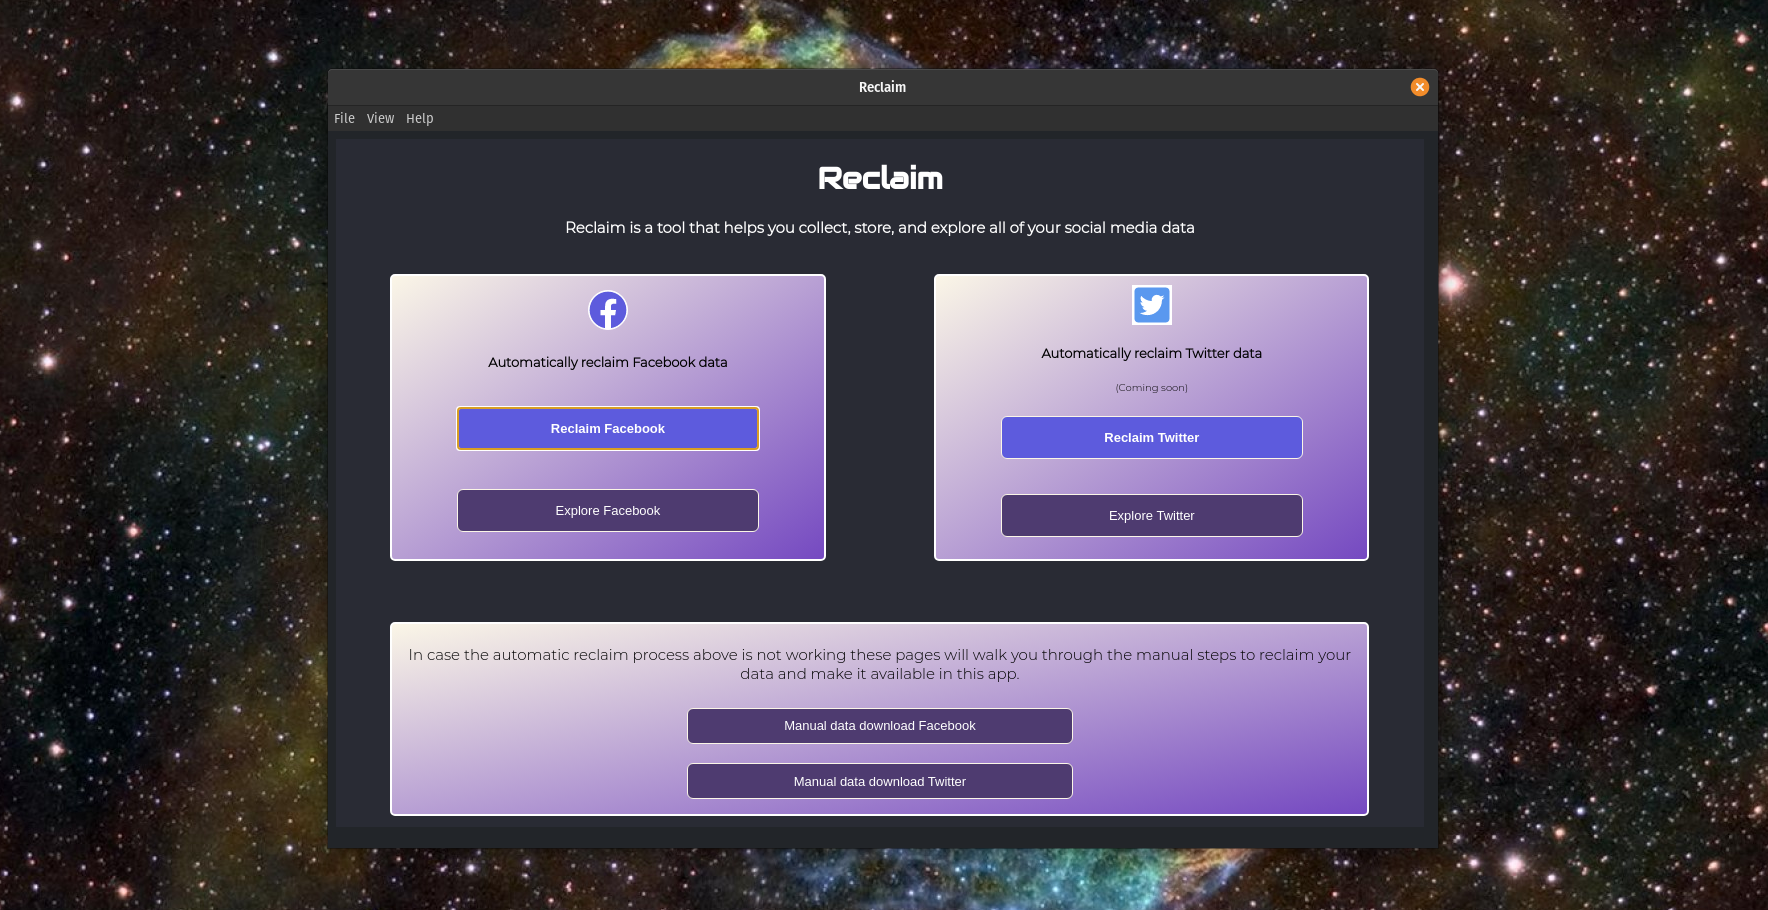 Reclaim
File View Help
Reclaim
Reclaim is a tool that helps you collect, store, and explore all of your social media data
Automatically reclaim Facebook data
Reclaim Facebook
Explore Facebook
Automatically reclaim Twitter data
(Coming soon)
Reclaim Twitter
Explore Twitter
In case the automatic reclaim process above is not working these pages will walk you through the manual steps to reclaim your
data and make it available in this app.
Manual data download Facebook
Manual data download Twitter